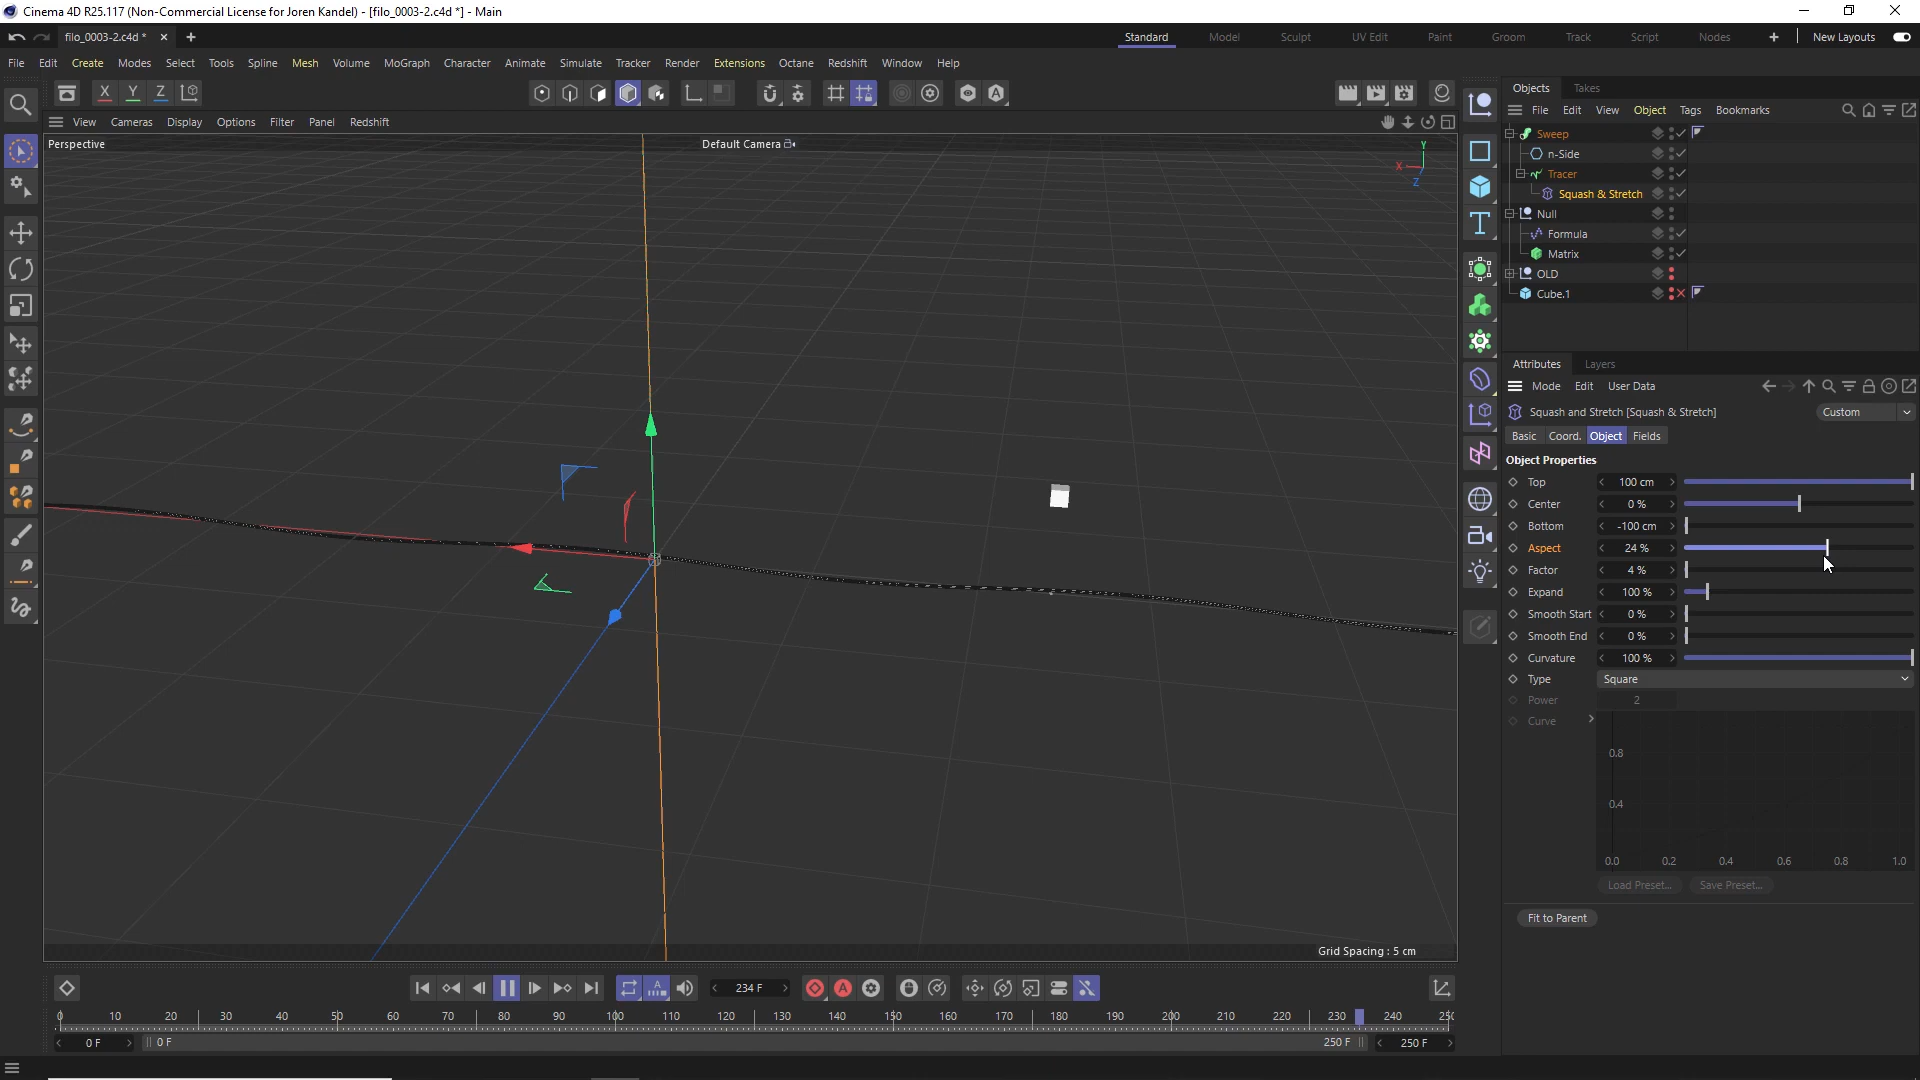 Cinema 4D R25.117 (Non-Commercial License for Joren Kandel) - [filo_0003-2.c4d *] - Main
filo_0003-2.c4d *
Standard Model Sculpt UV Edit Paint Groom Track Script Nodes New Layouts
File Edit Create Modes Select Tools Spline Mesh Volume MoGraph Character Animate Simulate Tracker Render Extensions Octane Redshift Window Help
X Y Z
View Cameras Display Options Filter Panel Redshift
Perspective
Default Camera
Y
X
Z
Grid Spacing : 5 cm
Objects Takes
File Edit View Object Tags Bookmarks
Sweep
n-Side
Tracer
Squash & Stretch
Null
Formula
Matrix
OLD
Cube.1
Attributes Layers
Mode Edit User Data
Squash and Stretch [Squash & Stretch] Custom
Basic Coord. Object Fields
Object Properties
Top 100 cm
Center 0 %
Bottom -100 cm
Aspect 24 %
Factor 4 %
Expand 100 %
Smooth Start 0 %
Smooth End 0 %
Curvature 100 %
Type Square
Power 2
Curve
0.8
0.4
0.0 0.2 0.4 0.6 0.8 1.0
Load Preset... Save Preset...
Fit to Parent
234 F
0 10 20 30 40 50 60 70 80 90 100 110 120 130 140 150 160 170 180 190 200 210 220 230 240 25
0 F 0 F 250 F 250 F